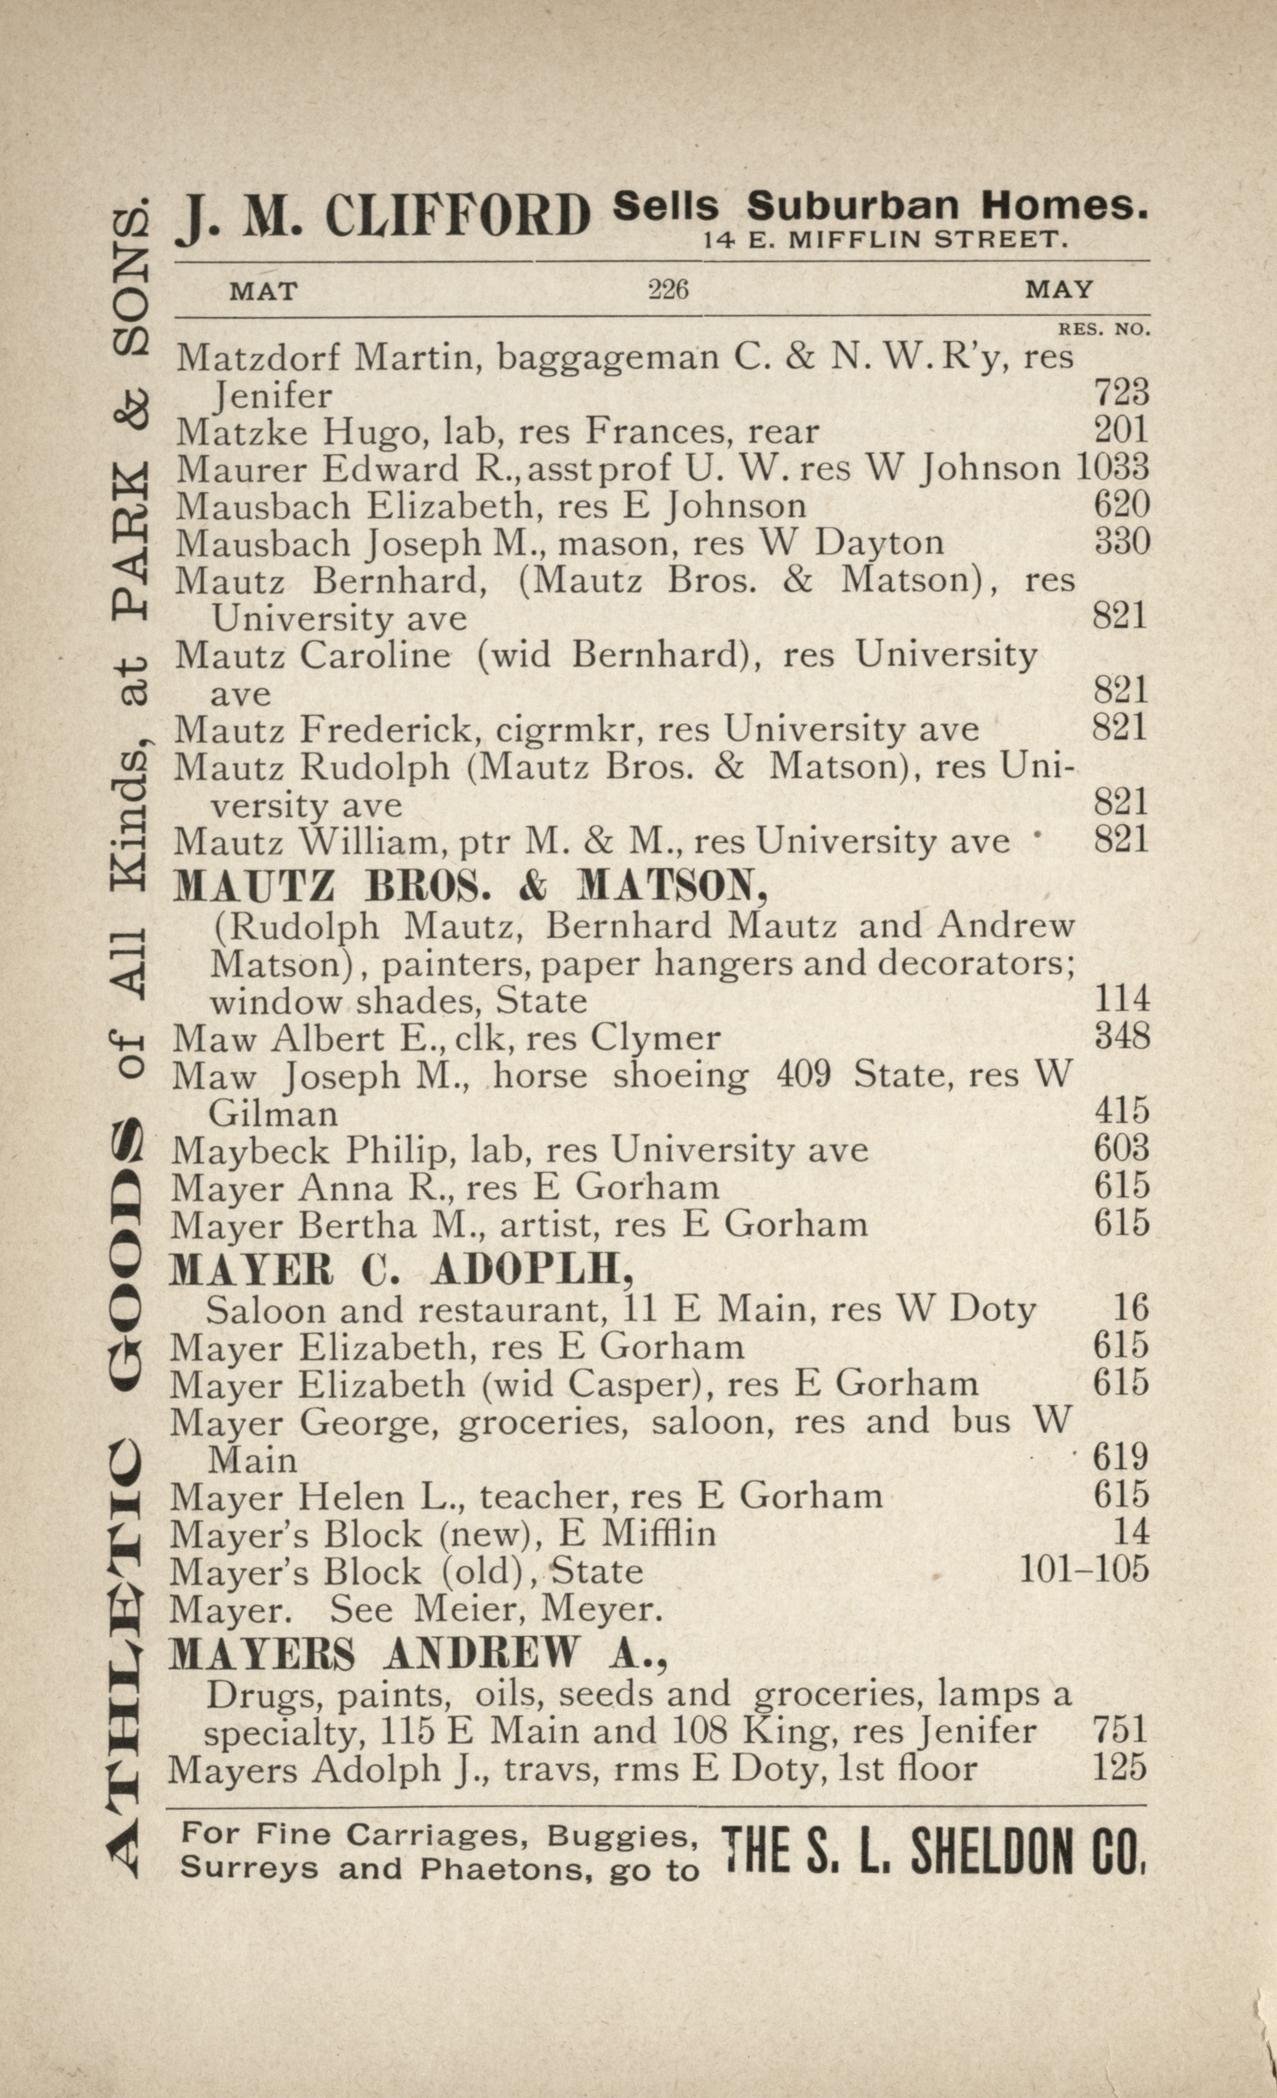 J. M. CLIFFORD Sells Suburban Homes.
14 E. MIFFLIN STREET.
MAT 226 MAY
RES. NO.
Matzdorf Martin, baggageman C. & N. W. R'y, res
Jenifer 723
Matzke Hugo, lab, res Frances, rear 201
Maurer Edward R., asst prof U. W. res W Johnson 1033
Mausbach Elizabeth, res E Johnson 620
Mausbach Joseph M., mason, res W Dayton 330
Mautz Bernhard, (Mautz Bros. & Matson), res
University ave 821
Mautz Caroline (wid Bernhard), res University
ave 821
Mautz Frederick, cigrmkr, res University ave 821
Mautz Rudolph (Mautz Bros. & Matson), res Uni-
versity ave 821
Mautz William, ptr M. & M., res University ave 821
MAUTZ BROS. & MATSON,
(Rudolph Mautz, Bernhard Mautz and Andrew
Matson), painters, paper hangers and decorators;
window shades, State 114
Maw Albert E., clk, res Clymer 348
Maw Joseph M., horse shoeing 409 State, res W
Gilman 415
Maybeck Philip, lab, res University ave 603
Mayer Anna R., res E Gorham 615
Mayer Bertha M., artist, res E Gorham 615
MAYER C. ADOPLH,
Saloon and restaurant, 11 E Main, res W Doty 16
Mayer Elizabeth, res E Gorham 615
Mayer Elizabeth (wid Casper), res E Gorham 615
Mayer George, groceries, saloon, res and bus W
Main 619
Mayer Helen L., teacher, res E Gorham 615
Mayer's Block (new), E Mifflin 14
Mayer's Block (old), State 101–105
Mayer. See Meier, Meyer.
MAYERS ANDREW A.,
Drugs, paints, oils, seeds and groceries, lamps a
specialty, 115 E Main and 108 King, res Jenifer 751
Mayers Adolph J., travs, rms E Doty, 1st floor 125
For Fine Carriages, Buggies,
Surreys and Phaetons, go to THE S. L. SHELDON CO.
ATHLETIC GOODS of All Kinds, at PARK & SONS.